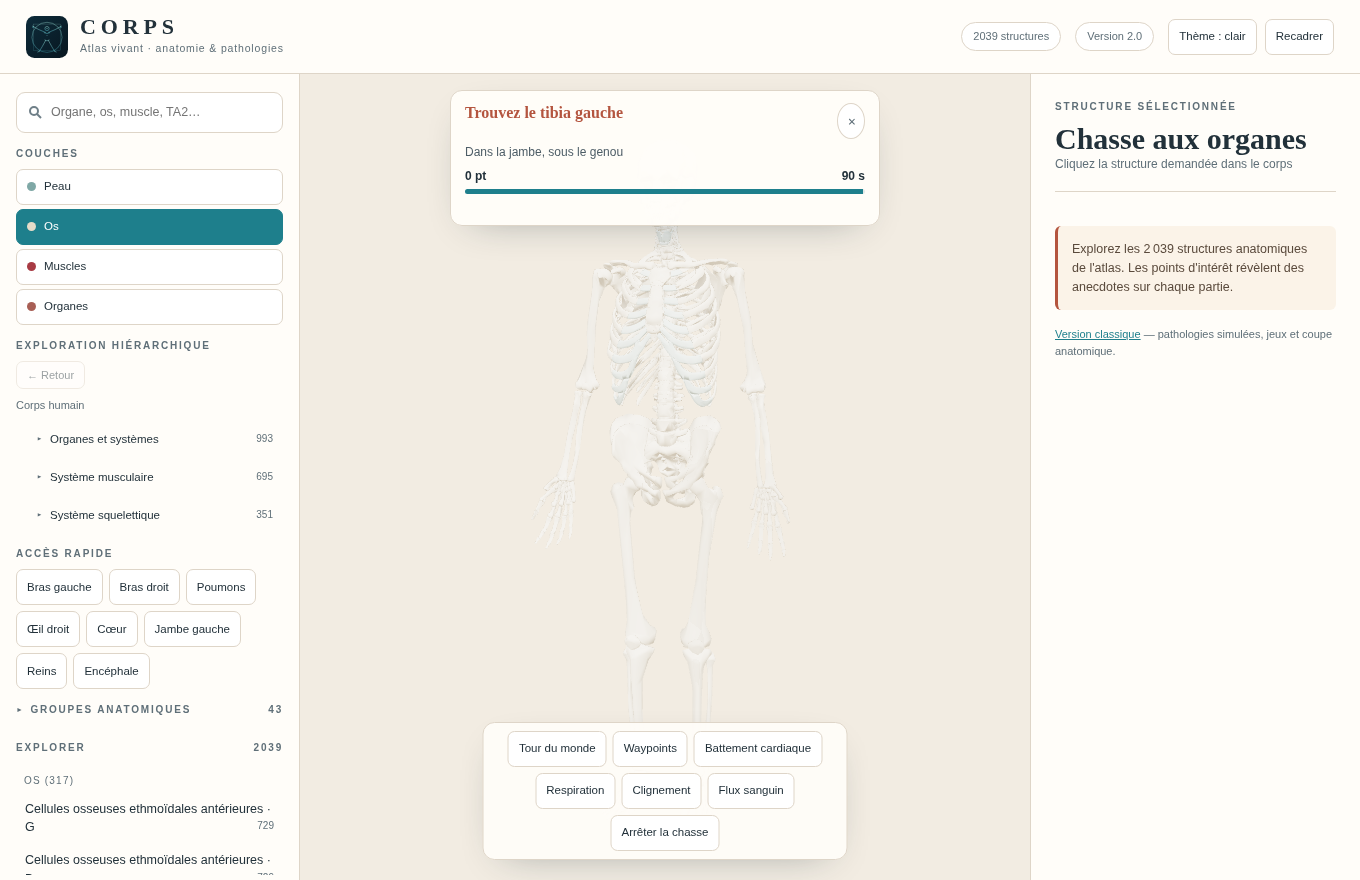 CORPS
Atlas vivant · anatomie & pathologies
2039 structures
Version 2.0
Thème : clair
Recadrer
Organe, os, muscle, TA2…
COUCHES
Peau
Os
Muscles
Organes
EXPLORATION HIÉRARCHIQUE
← Retour
Corps humain
Organes et systèmes 993
Système musculaire 695
Système squelettique 351
ACCÈS RAPIDE
Bras gauche
Bras droit
Poumons
Œil droit
Cœur
Jambe gauche
Reins
Encéphale
GROUPES ANATOMIQUES 43
EXPLORER 2039
OS (317)
Cellules osseuses ethmoïdales antérieures ·
G 729
Cellules osseuses ethmoïdales antérieures ·
Trouvez le tibia gauche
×
Dans la jambe, sous le genou
0 pt 90 s
Tour du monde
Waypoints
Battement cardiaque
Respiration
Clignement
Flux sanguin
Arrêter la chasse
STRUCTURE SÉLECTIONNÉE
Chasse aux organes
Cliquez la structure demandée dans le corps
Explorez les 2 039 structures anatomiques
de l'atlas. Les points d'intérêt révèlent des
anecdotes sur chaque partie.
Version classique — pathologies simulées, jeux et coupe
anatomique.